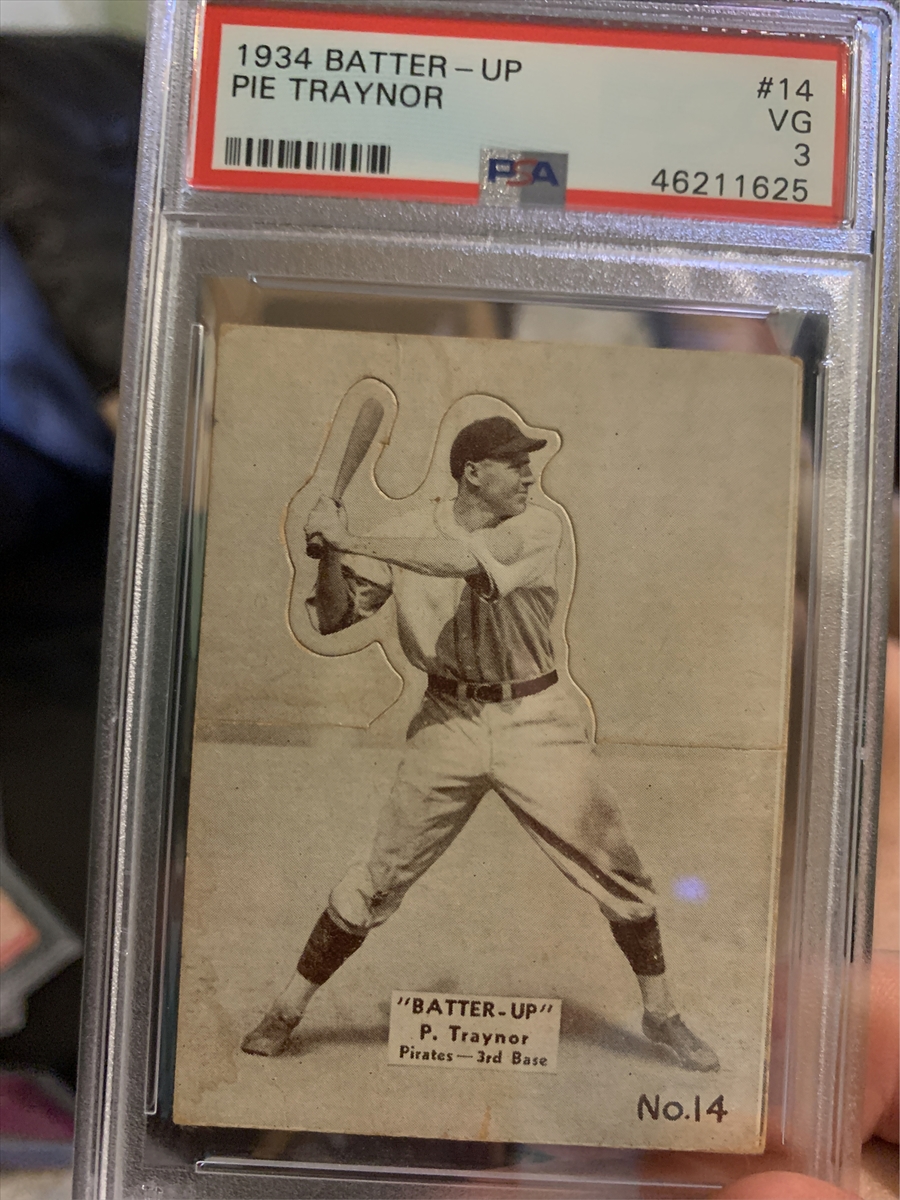 1934 BATTER-UP
PIE TRAYNOR
#14
VG
3
PSA
46211625
"BATTER-UP"
P. Traynor
Pirates—3rd Base
No.14